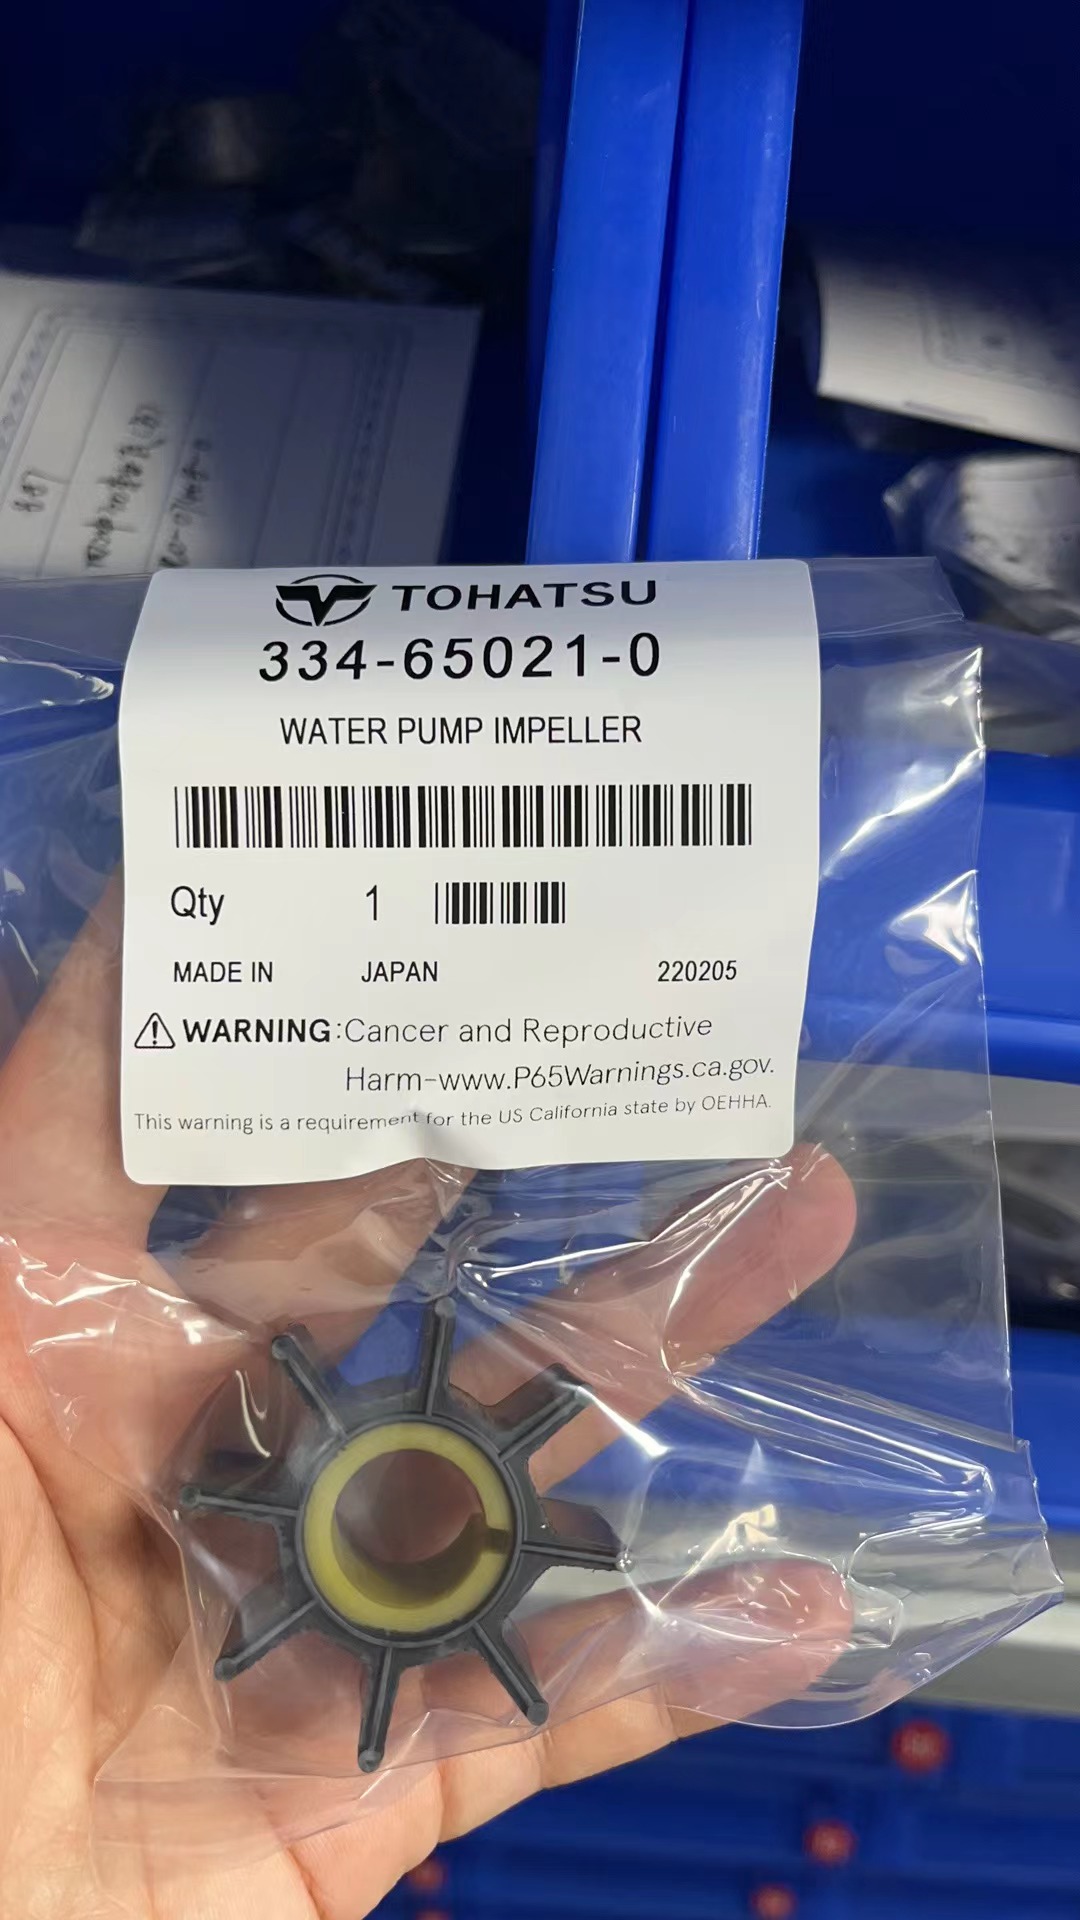 TOHATSU
334-65021-0
WATER PUMP IMPELLER
Qty 1
MADE IN JAPAN 220205
WARNING:Cancer and Reproductive
Harm-www.P65Warnings.ca.gov.
This warning is a requirement for the US California state by OEHHA.